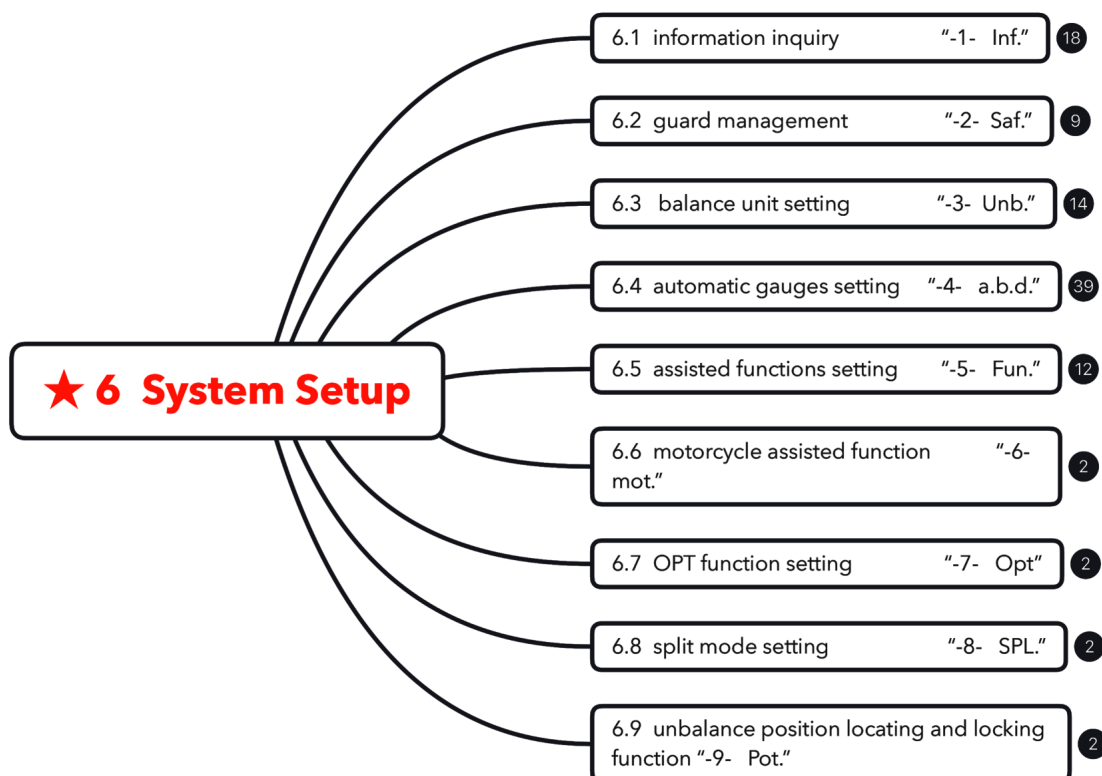 6.1 information inquiry “-1- Inf.” 18
6.2 guard management “-2- Saf.” 9
6.3 balance unit setting “-3- Unb.” 14
6.4 automatic gauges setting “-4- a.b.d.” 39
★ 6 System Setup
6.5 assisted functions setting “-5- Fun.” 12
6.6 motorcycle assisted function “-6-
mot.” 2
6.7 OPT function setting “-7- Opt” 2
6.8 split mode setting “-8- SPL.” 2
6.9 unbalance position locating and locking
function “-9- Pot.” 2